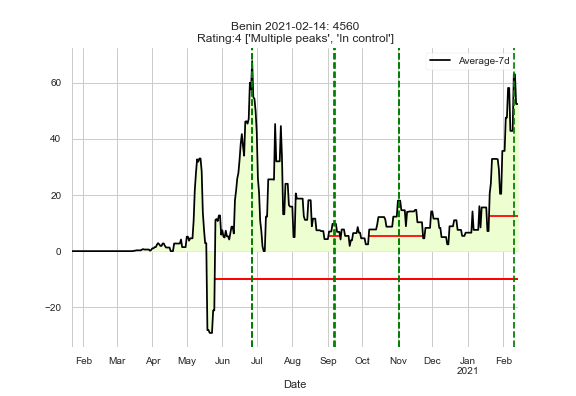 Benin 2021-02-14: 4560
Rating:4 ['Multiple peaks', 'In control']
Average-7d
60
40
20
0
−20
Feb Mar Apr May Jun Jul Aug Sep Oct Nov Dec Jan Feb
2021
Date